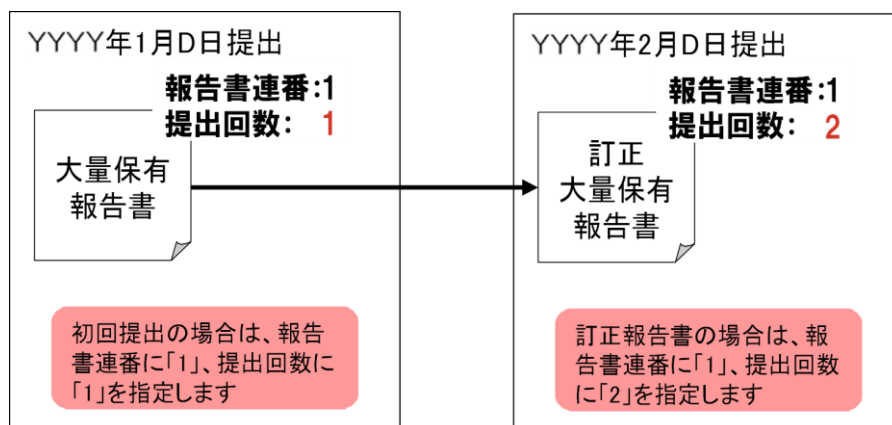 YYYY年1月D日提出
報告書連番:1
提出回数: 1
大量保有
報告書
初回提出の場合は、報告
書連番に「1」、提出回数に
「1」を指定します
YYYY年2月D日提出
報告書連番:1
提出回数: 2
訂正
大量保有
報告書
訂正報告書の場合は、報
告書連番に「1」、提出回数
に「2」を指定します